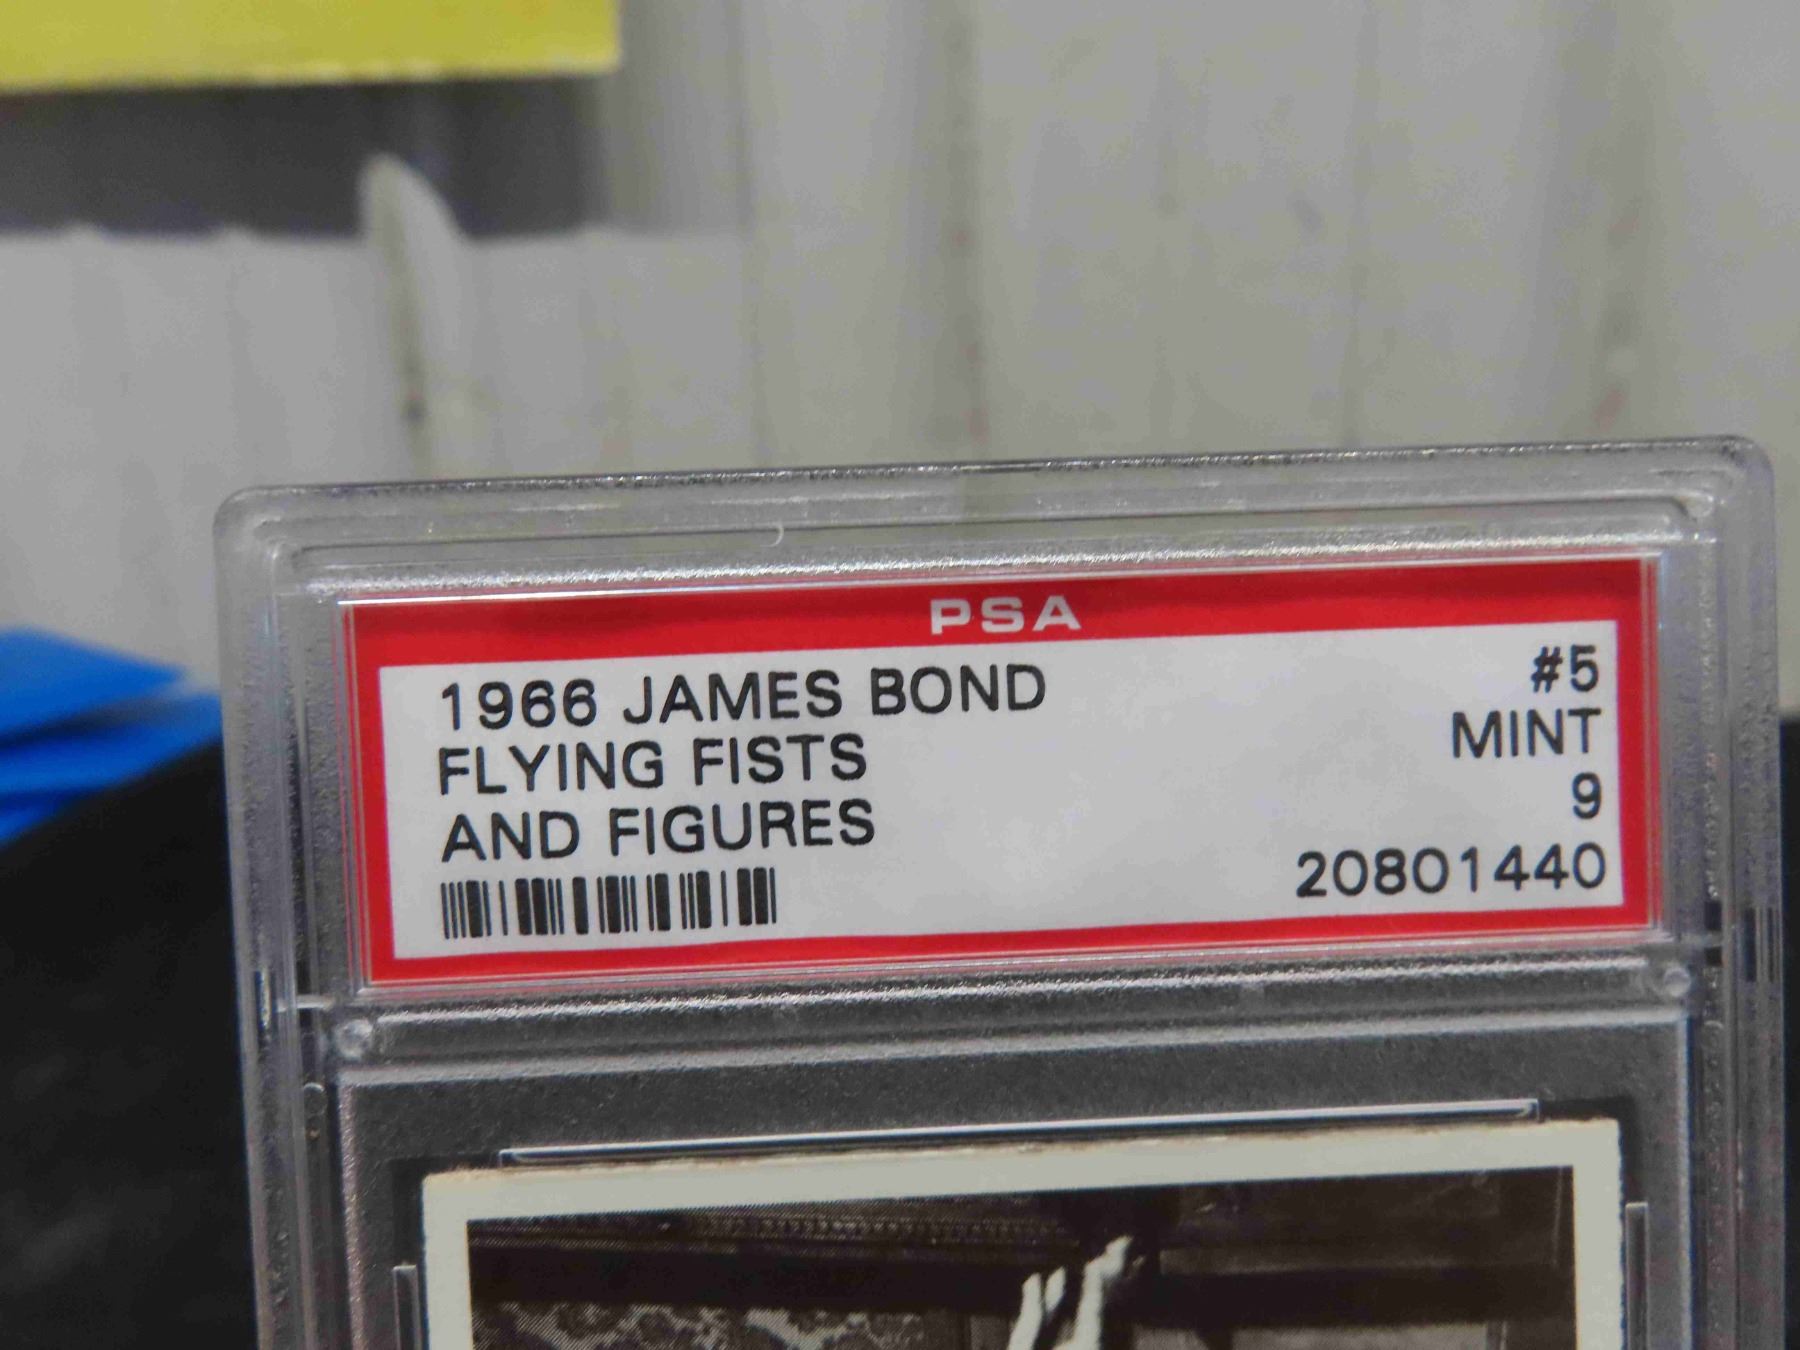 PSA
1966 JAMES BOND #5
FLYING FISTS MINT
AND FIGURES 9
20801440